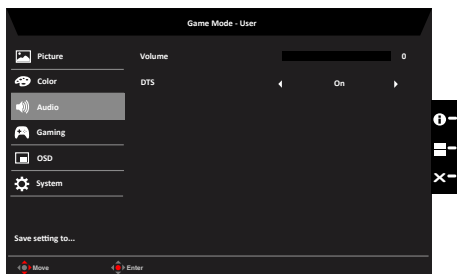 Game Mode - User
Picture
Volume 0
Color
DTS On
Audio
Gaming
OSD
System
Save setting to...
Move Enter